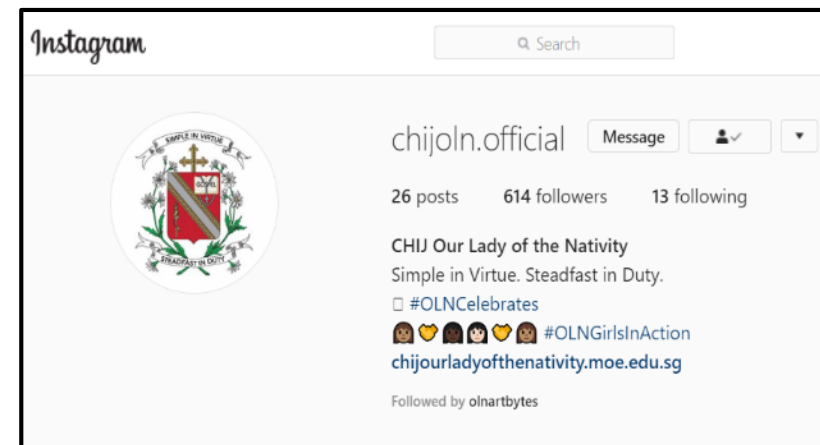 Instagram
Search
SIMPLE IN VIRTUE
GOSPEL
STEADFAST IN DUTY
chijoln.official Message
26 posts 614 followers 13 following
CHIJ Our Lady of the Nativity
Simple in Virtue. Steadfast in Duty.
#OLNCelebrates
#OLNGirlsInAction
chijourladyofthenativity.moe.edu.sg
Followed by olnartbytes